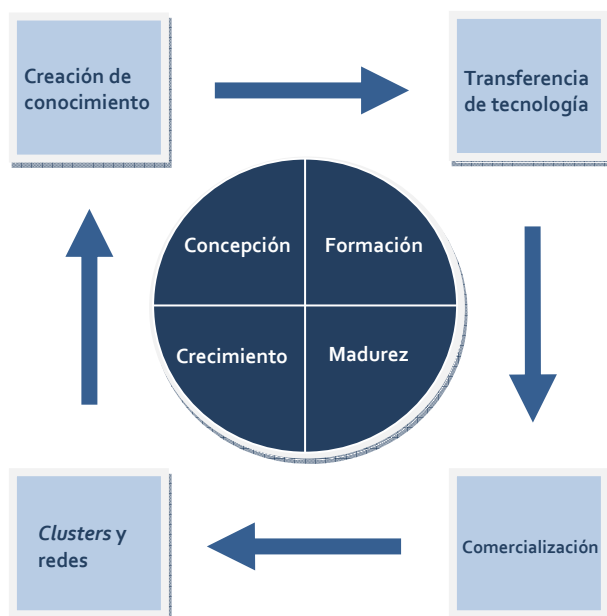 Creación de
conocimiento
Transferencia
de tecnología
Concepción
Formación
Crecimiento
Madurez
Clusters y
redes
Comercialización